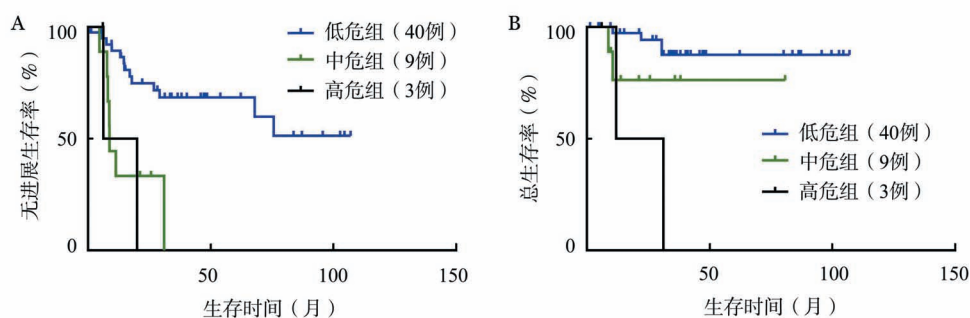 A
100
50
0
50
100
150
无进展生存率（%）
生存时间（月）
低危组（40例）
中危组（9例）
高危组（3例）
B
100
50
0
50
100
150
总生存率（%）
生存时间（月）
低危组（40例）
中危组（9例）
高危组（3例）